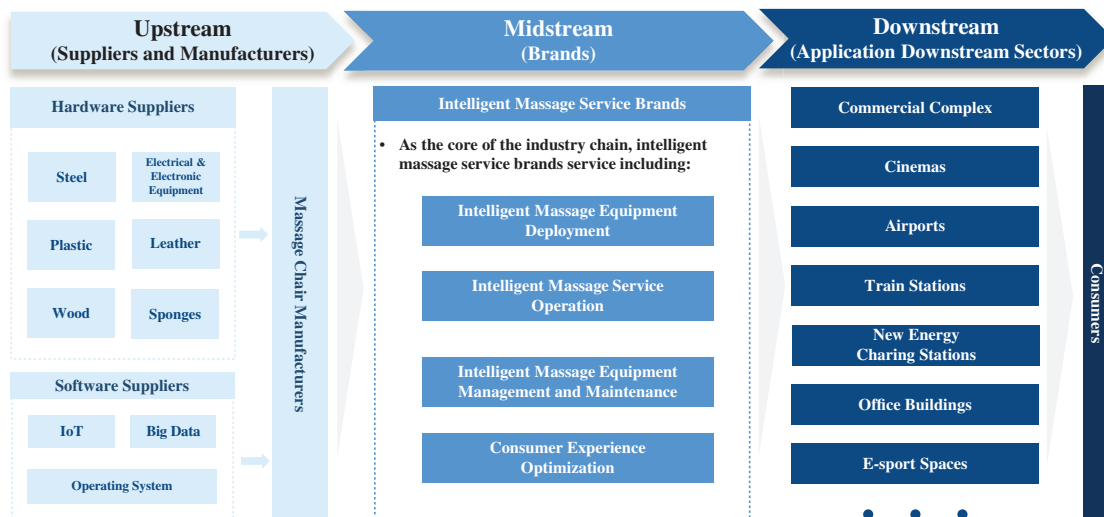 Upstream
(Suppliers and Manufacturers)
Midstream
(Brands)
Downstream
(Application Downstream Sectors)
Hardware Suppliers
Steel
Electrical &
Electronic
Equipment
Plastic
Leather
Wood
Sponges
Software Suppliers
IoT
Big Data
Operating System
Massage Chair Manufacturers
Intelligent Massage Service Brands
• As the core of the industry chain, intelligent
massage service brands service including:
Intelligent Massage Equipment
Deployment
Intelligent Massage Service
Operation
Intelligent Massage Equipment
Management and Maintenance
Consumer Experience
Optimization
Commercial Complex
Cinemas
Airports
Train Stations
New Energy
Charing Stations
Office Buildings
E-sport Spaces
• • •
Consumers